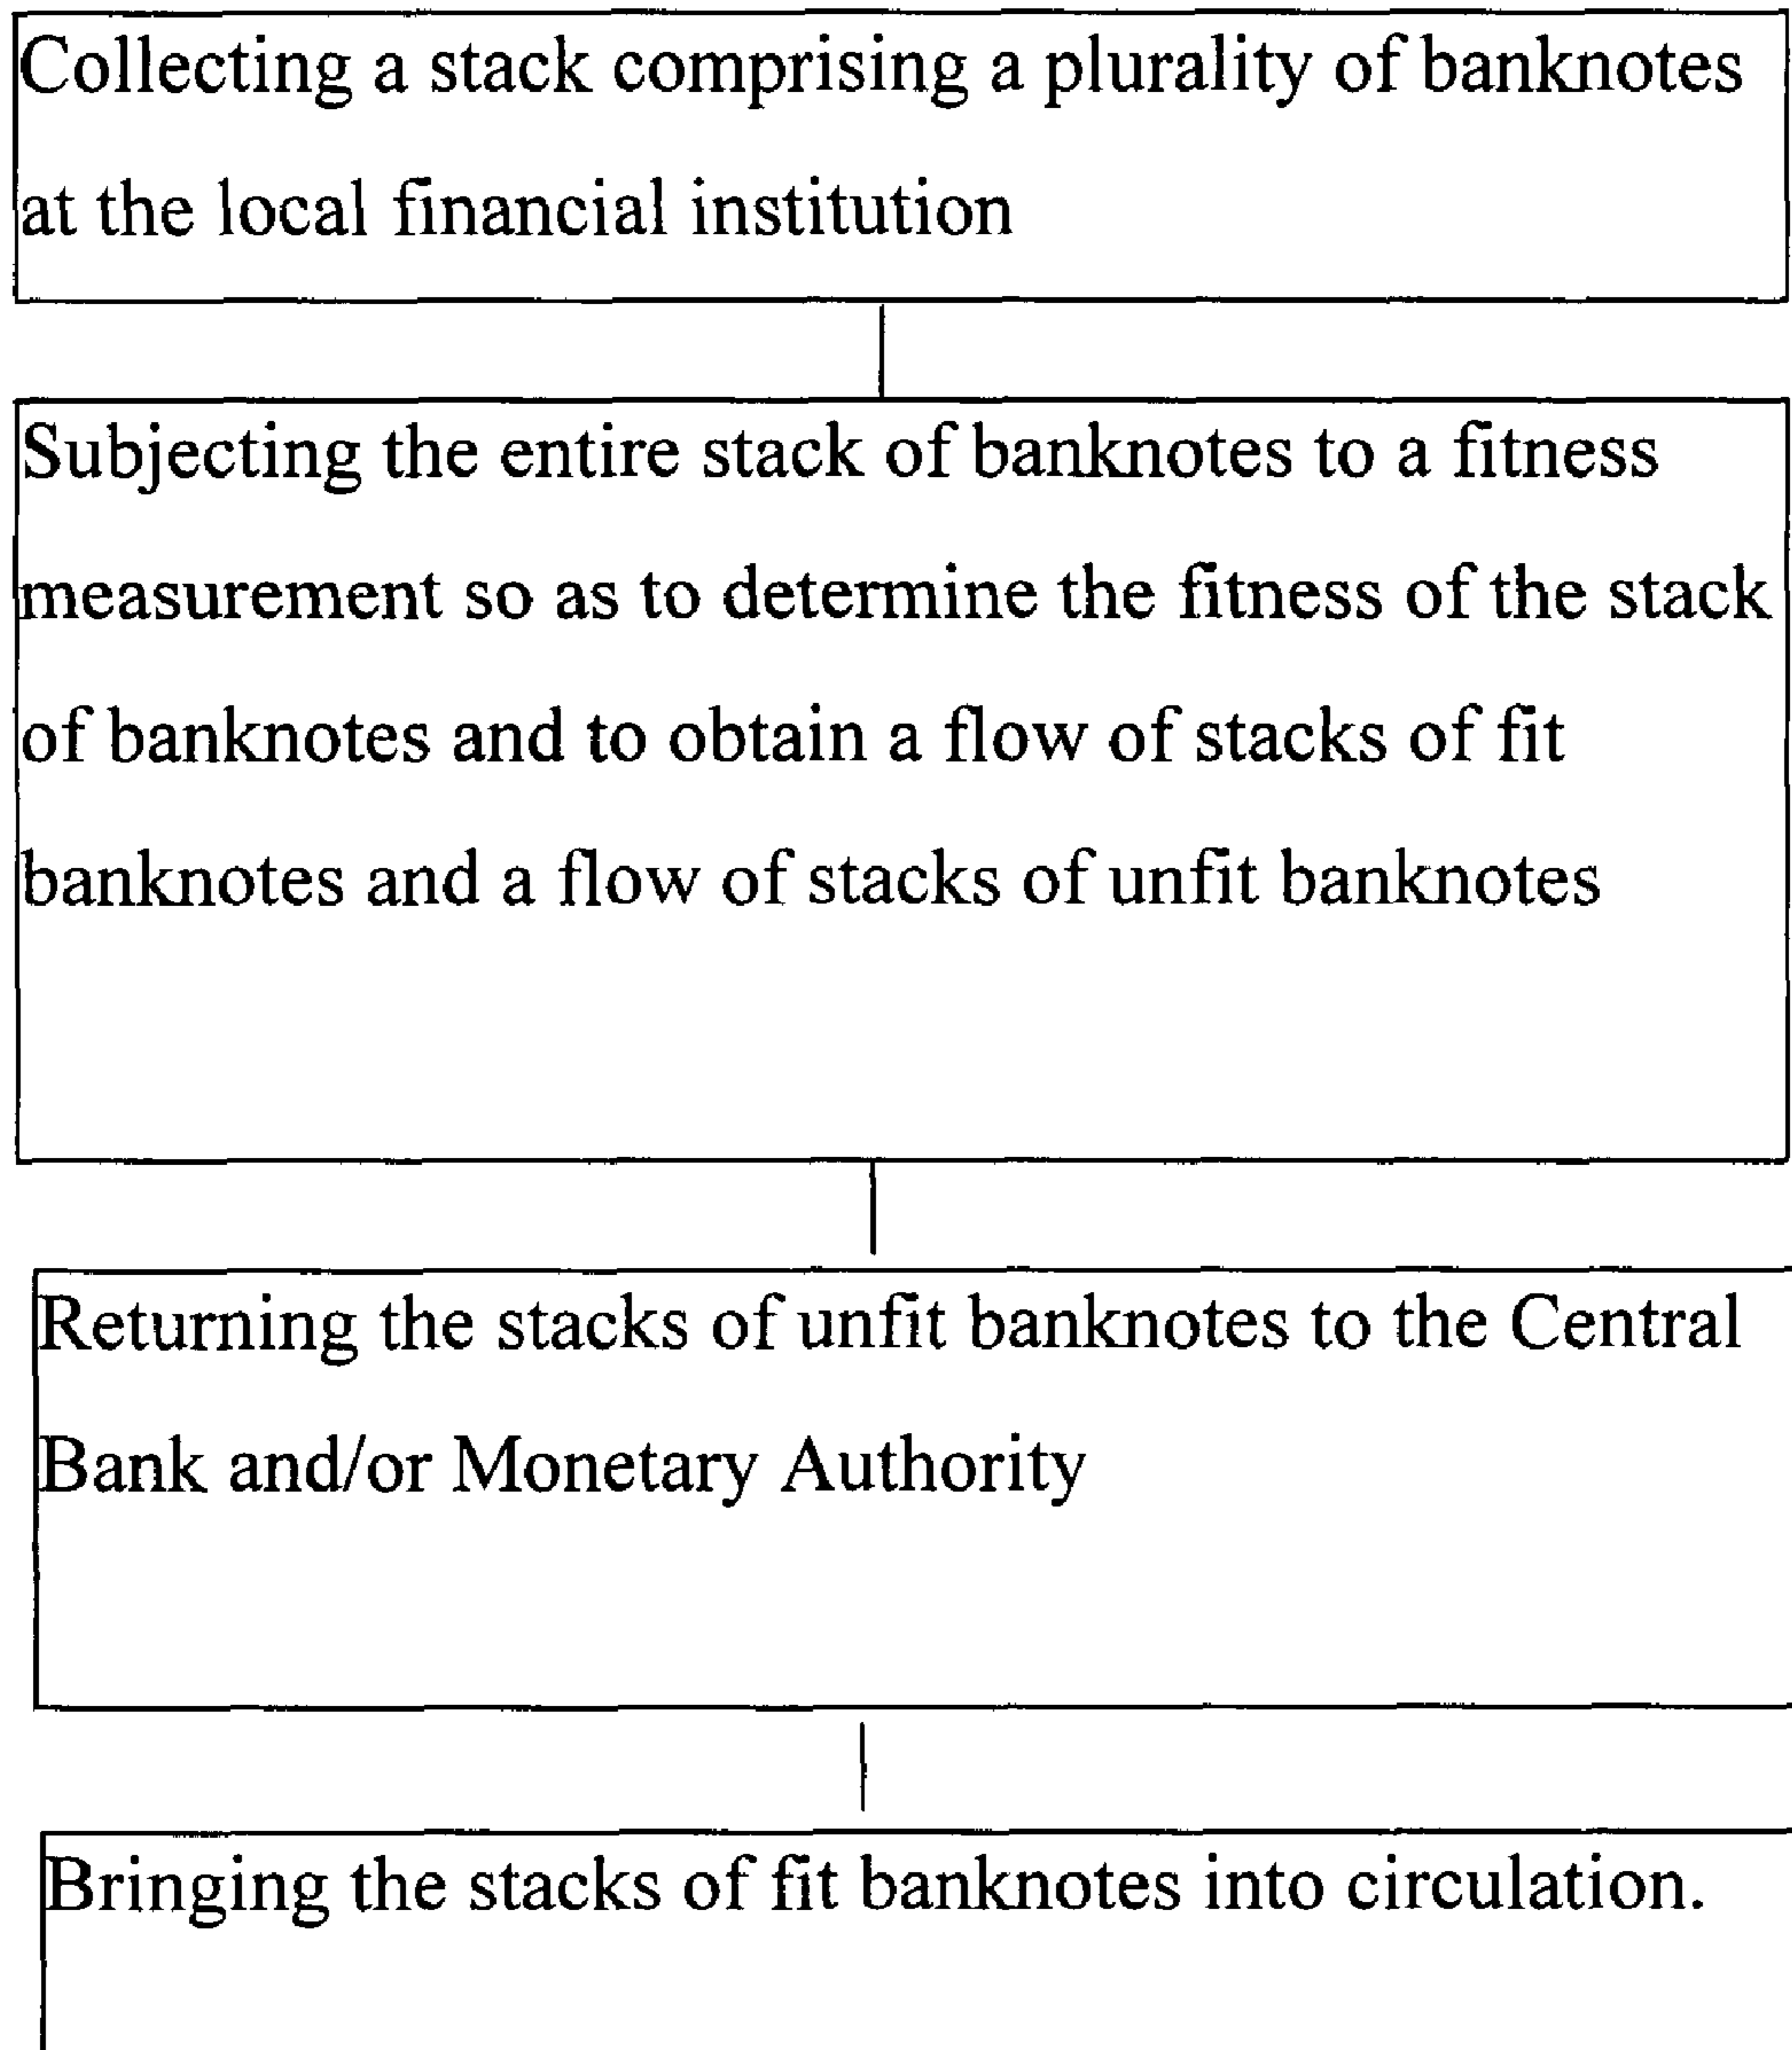 Collecting a stack comprising a plurality of banknotes
at the local financial institution
Subjecting the entire stack of banknotes to a fitness
measurement so as to determine the fitness of the stack
of banknotes and to obtain a flow of stacks of fit
banknotes and a flow of stacks of unfit banknotes
Returning the stacks of unfit banknotes to the Central
Bank and/or Monetary Authority
Bringing the stacks of fit banknotes into circulation.